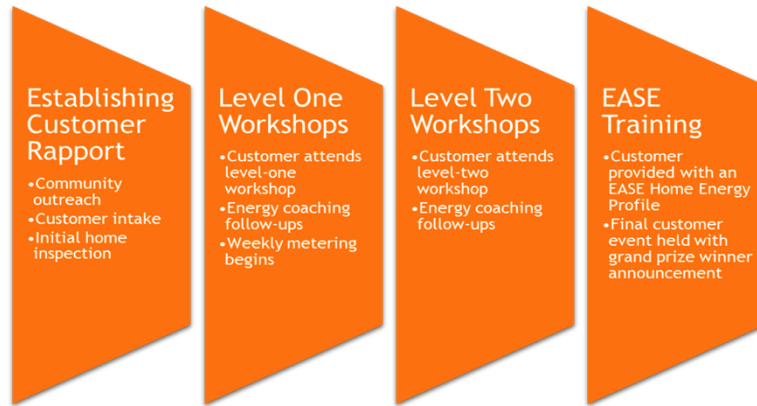 Establishing
Customer
Rapport
•Community
outreach
•Customer intake
•Initial home
inspection
Level One
Workshops
•Customer attends
level-one
workshop
•Energy coaching
follow-ups
•Weekly metering
begins
Level Two
Workshops
•Customer attends
level-two
workshop
•Energy coaching
follow-ups
EASE
Training
•Customer
provided with an
EASE Home Energy
Profile
•Final customer
event held with
grand prize winner
announcement